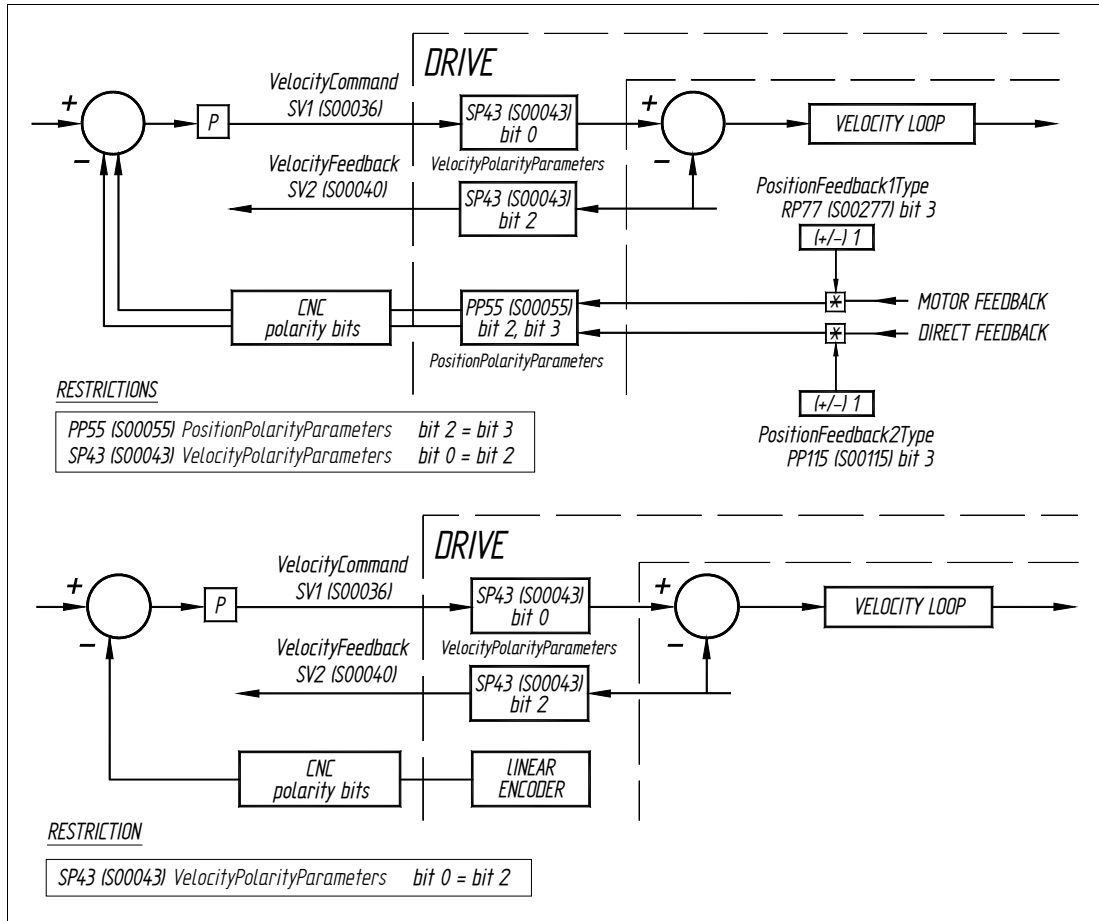 DRIVE
VelocityCommand
SV1 (S00036)
+
−
P
SP43 (S00043)
bit 0
VelocityPolarityParameters
+
−
VELOCITY LOOP
VelocityFeedback
SV2 (S00040)
SP43 (S00043)
bit 2
PositionFeedback1Type
RP77 (S00277) bit 3
(+/-) 1
CNC
polarity bits
PP55 (S00055)
bit 2, bit 3
PositionPolarityParameters
*
MOTOR FEEDBACK
*
DIRECT FEEDBACK
(+/-) 1
PositionFeedback2Type
PP115 (S00115) bit 3
RESTRICTIONS
PP55 (S00055) PositionPolarityParameters bit 2 = bit 3
SP43 (S00043) VelocityPolarityParameters bit 0 = bit 2
DRIVE
VelocityCommand
SV1 (S00036)
+
−
P
SP43 (S00043)
bit 0
VelocityPolarityParameters
+
−
VELOCITY LOOP
VelocityFeedback
SV2 (S00040)
SP43 (S00043)
bit 2
CNC
polarity bits
LINEAR
ENCODER
RESTRICTION
SP43 (S00043) VelocityPolarityParameters bit 0 = bit 2